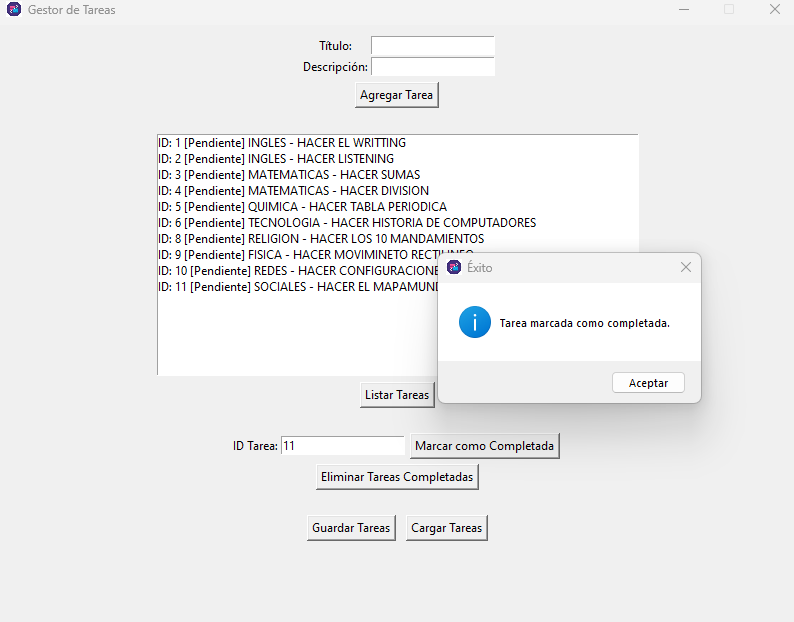 Gestor de Tareas
Título:
Descripción:
Agregar Tarea
ID: 1 [Pendiente] INGLES - HACER EL WRITTING
ID: 2 [Pendiente] INGLES - HACER LISTENING
ID: 3 [Pendiente] MATEMATICAS - HACER SUMAS
ID: 4 [Pendiente] MATEMATICAS - HACER DIVISION
ID: 5 [Pendiente] QUIMICA - HACER TABLA PERIODICA
ID: 6 [Pendiente] TECNOLOGIA - HACER HISTORIA DE COMPUTADORES
ID: 8 [Pendiente] RELIGION - HACER LOS 10 MANDAMIENTOS
ID: 9 [Pendiente] FISICA - HACER MOVIMINETO
ID: 10 [Pendiente] REDES - HACER CONFIGURACIONE
ID: 11 [Pendiente] SOCIALES - HACER EL MAPAMUND
Éxito
Tarea marcada como completada.
Aceptar
Listar Tareas
ID Tarea: 11 Marcar como Completada
Eliminar Tareas Completadas
Guardar Tareas Cargar Tareas